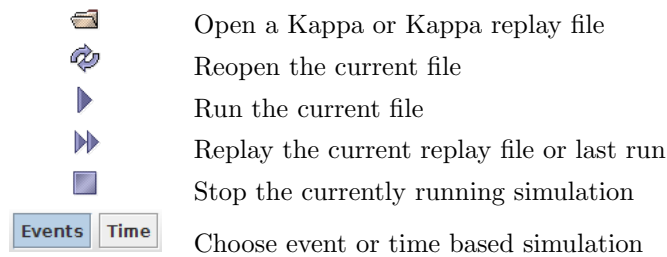 Open a Kappa or Kappa replay file
Reopen the current file
Run the current file
Replay the current replay file or last run
Stop the currently running simulation
Events Time Choose event or time based simulation